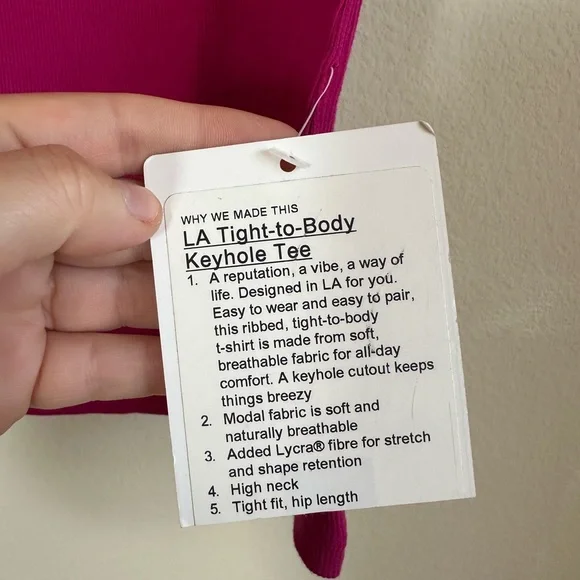 WHY WE MADE THIS
LA Tight-to-Body
Keyhole Tee
1. A reputation, a vibe, a way of
life. Designed in LA for you.
Easy to wear and easy to pair,
this ribbed, tight-to-body
t-shirt is made from soft,
breathable fabric for all-day
comfort. A keyhole cutout keeps
things breezy
2. Modal fabric is soft and
naturally breathable
3. Added Lycra® fibre for stretch
and shape retention
4. High neck
5. Tight fit, hip length